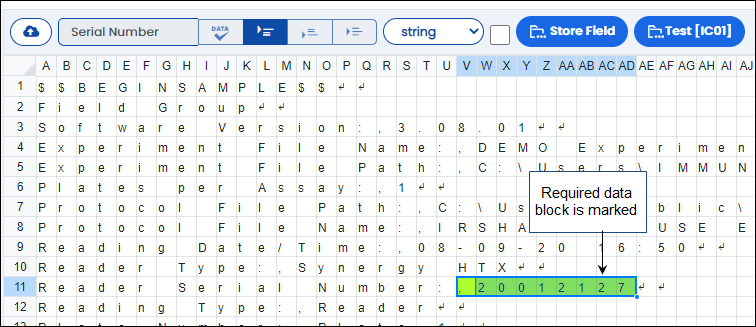 Serial Number DATA string Store Field Test [IC01]
A B C D E F G H I J K L M N O P Q R S T U V W X Y Z AA AB AC AD AE AF AG AH AI AJ
1 $ $ B E G I N S A M P L E $ $ ↵ ↵
2 F i e l d G r o u p ↵ ↵
3 S o f t w a r e V e r s i o n : , 3 . 0 8 . 0 1 ↵ ↵
4 E x p e r i m e n t F i l e N a m e : , D E M O E x p e r i m e n
5 E x p e r i m e n t F i l e P a t h : , C : \ U s e r s \ I M M U N
6 P l a t e s p e r A s s a y : , 1 ↵ ↵
7 P r o t o c o l F i l e P a t h : , C : \ U s b l i c \
8 P r o t o c o l F i l e N a m e : , I R S H A U S E E
Required data
block is marked
9 R e a d i n g D a t e / T i m e : , 0 8 - 0 9 - 2 0 1 6 : 5 0 ↵ ↵
10 R e a d e r T y p e : , S y n e r g y H T X ↵ ↵
11 R e a d e r S e r i a l N u m b e r : , 2 0 0 1 2 1 2 7 ↵ ↵
12 R e a d i n g T y p e : , R e a d e r ↵ ↵